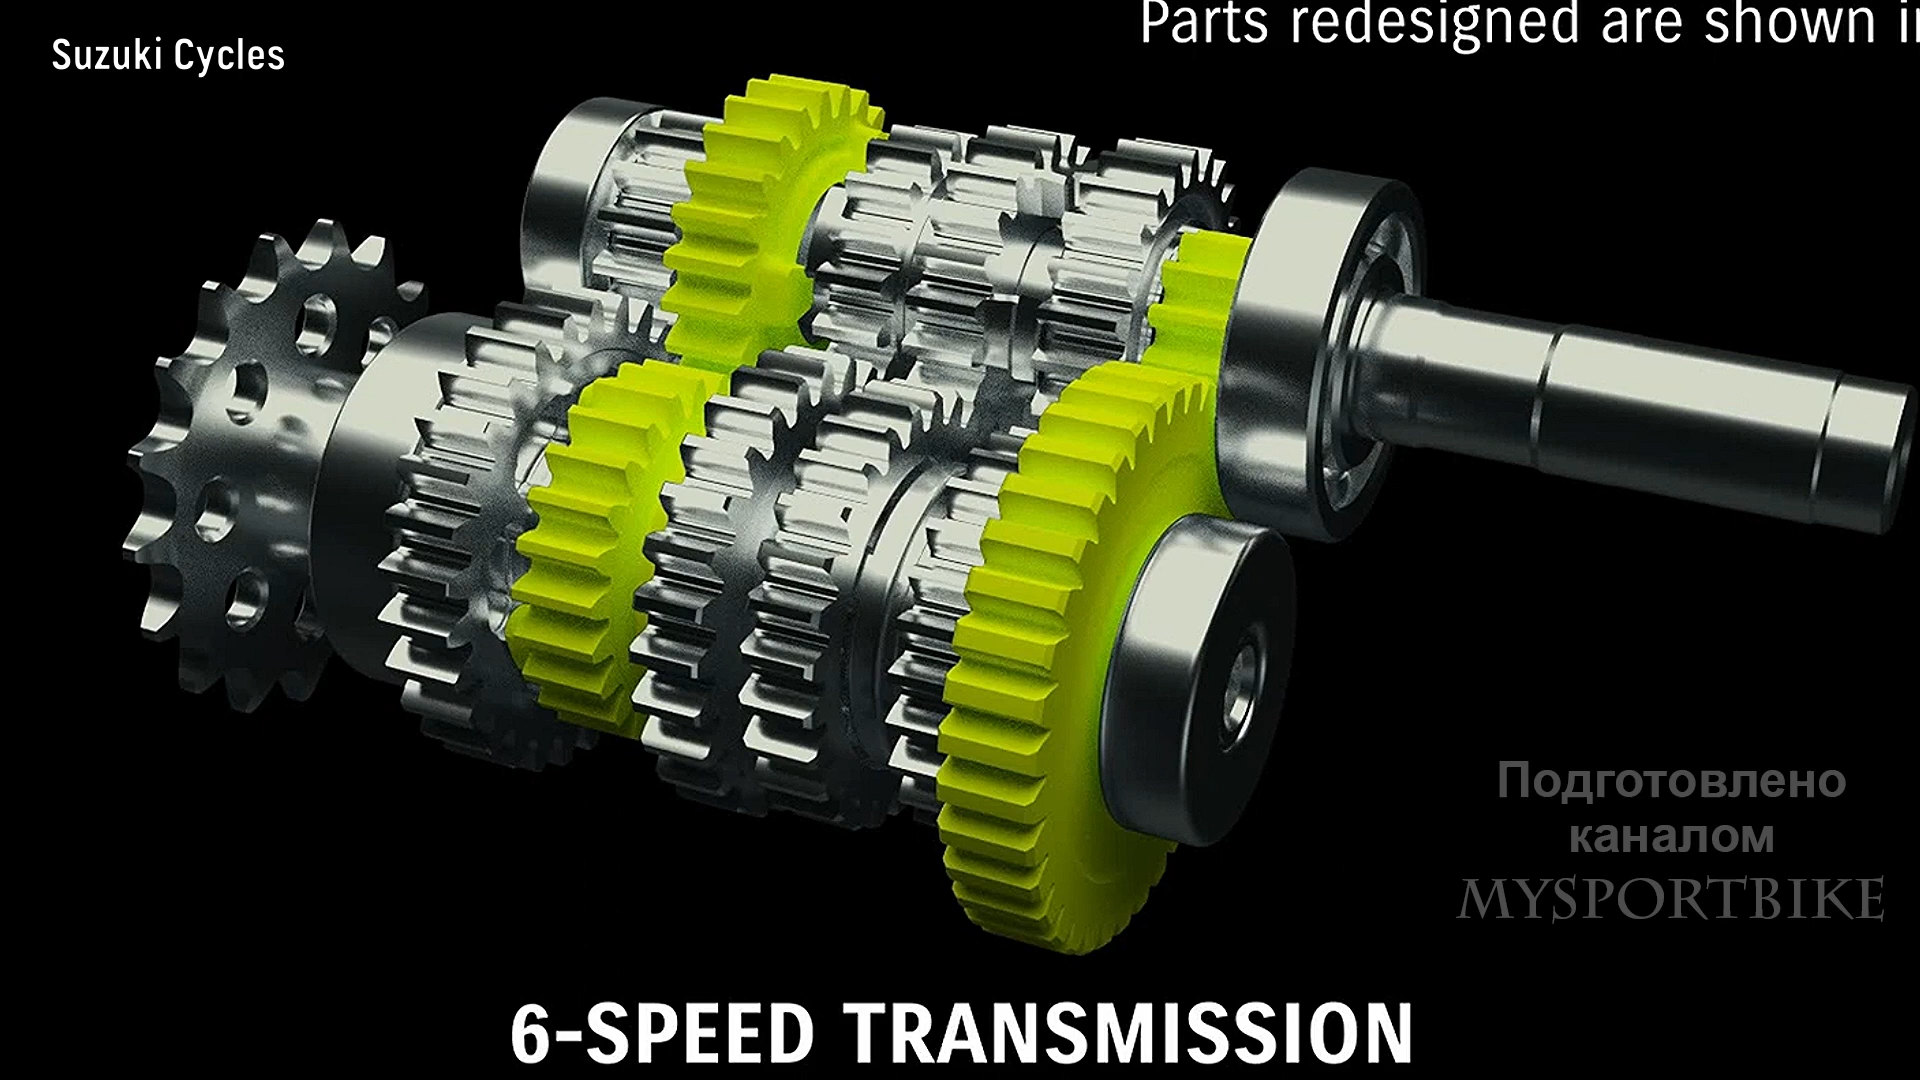 Parts redesigned are shown
Suzuki Cycles
Подготовлено
каналом
MYSPORTBIKE
6-SPEED TRANSMISSION